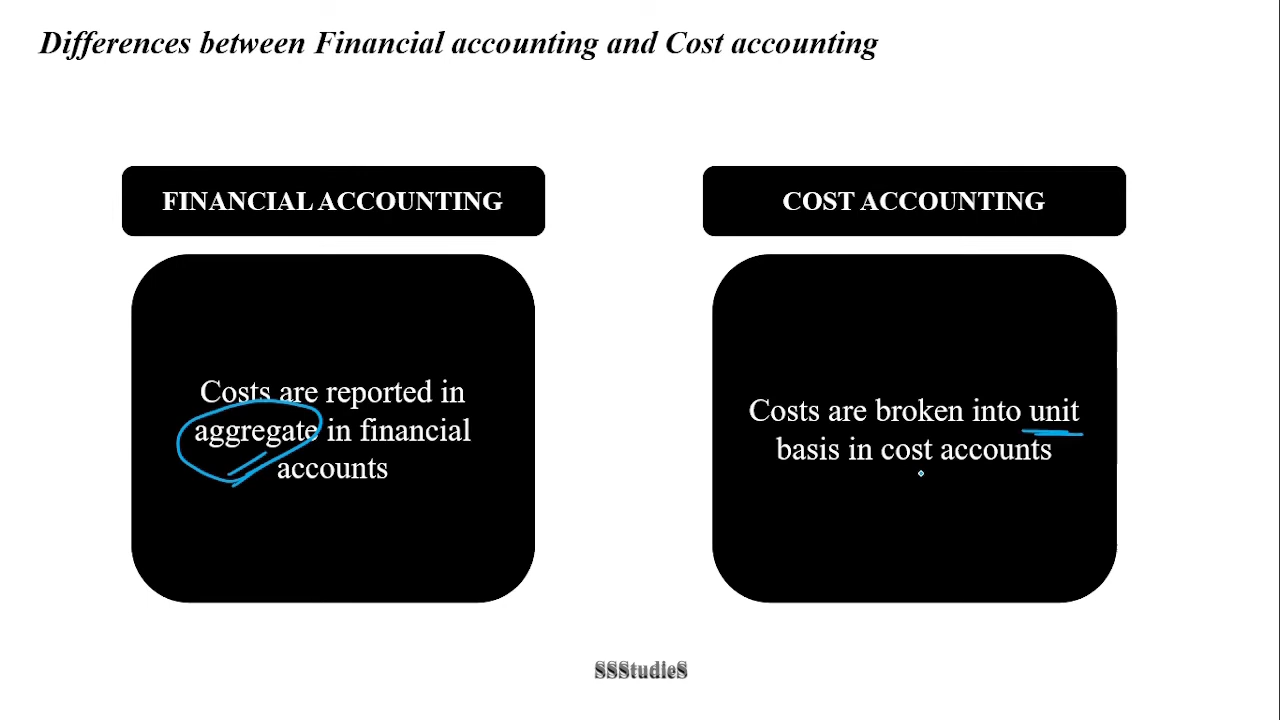 Differences between Financial accounting and Cost accounting
FINANCIAL ACCOUNTING
Costs are reported in
aggregate in financial
accounts
COST ACCOUNTING
Costs are broken into unit
basis in cost accounts
SSStudieS